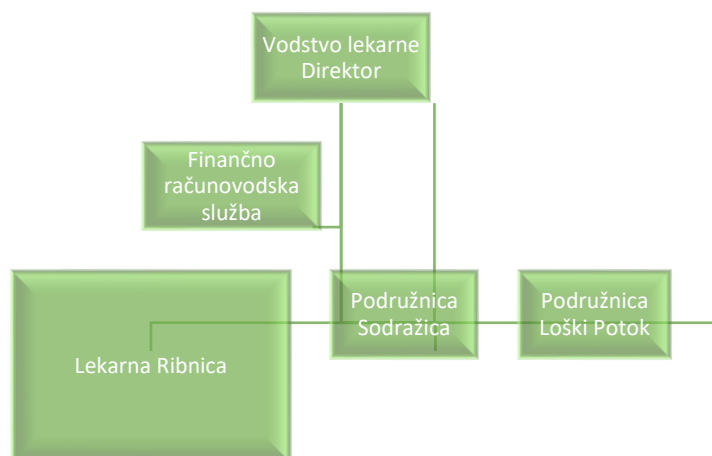 Vodstvo lekarne
Direktor
Finančno
računovodska
služba
Lekarna Ribnica
Podružnica
Sodražica
Podružnica
Loški Potok